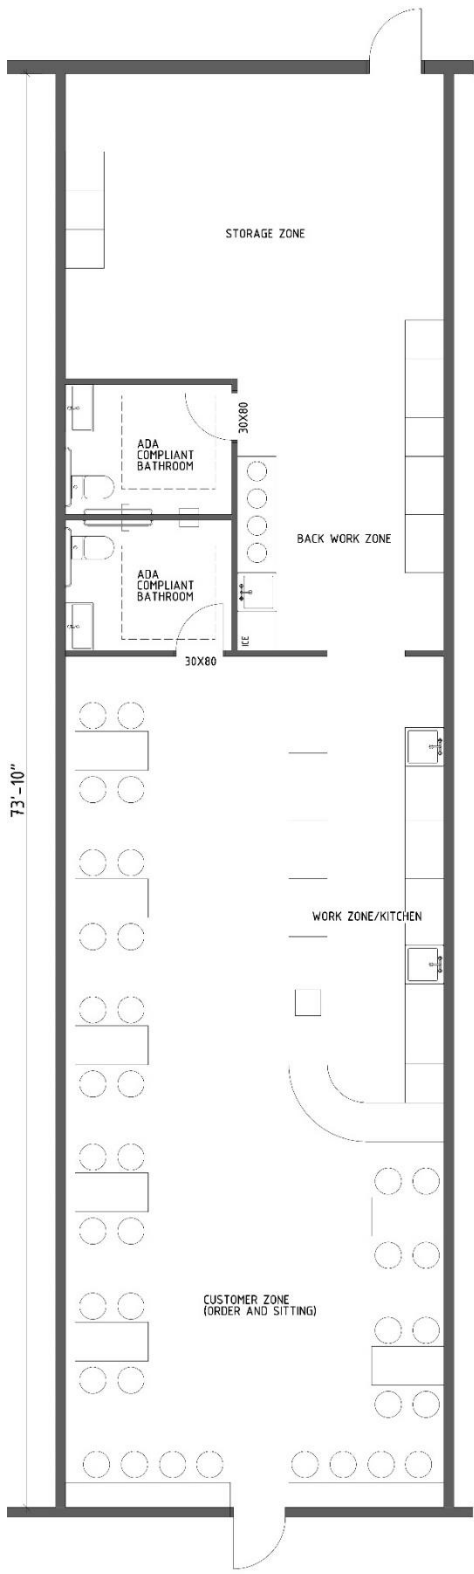 STORAGE ZONE
30X80
ADA
COMPLIANT
BATHROOM
BACK WORK ZONE
ADA
COMPLIANT
BATHROOM
ICE
30X80
73'-10"
WORK ZONE/KITCHEN
CUSTOMER ZONE
(ORDER AND SITTING)